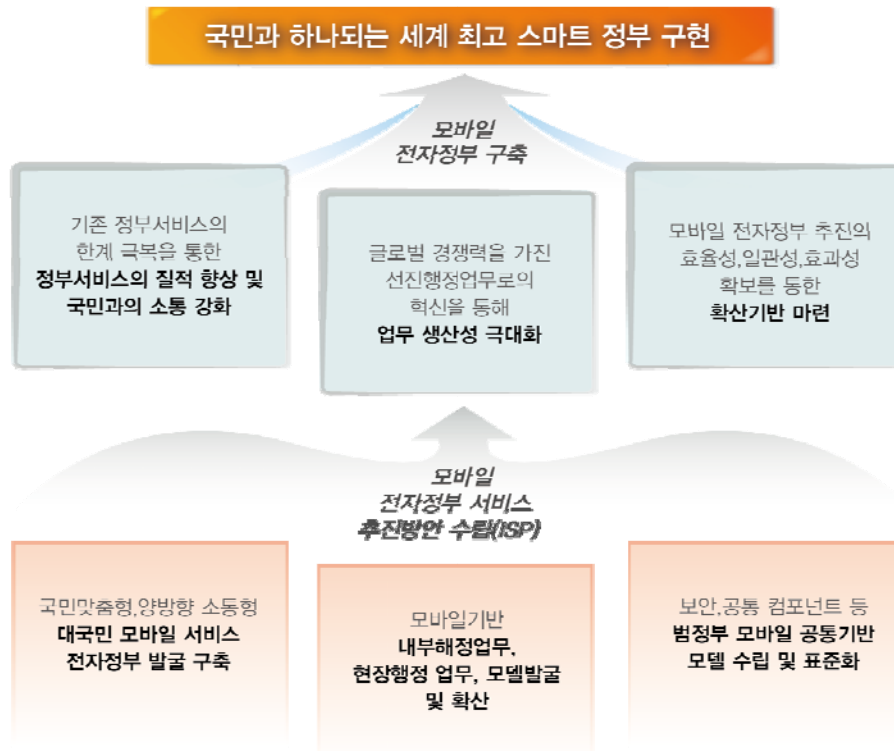 국민과 하나되는 세계 최고 스마트 정부 구현
모바일
전자정부 구축
기존 정부서비스의
한계 극복을 통한
정부서비스의 질적 향상 및
국민과의 소통 강화
글로벌 경쟁력을 가진
선진행정업무로의
혁신을 통해
업무 생산성 극대화
모바일 전자정부 추진의
효율성,일관성,효과성
확보를 통한
확산기반 마련
모바일
전자정부 서비스
추진방안 수립(ISP)
국민맞춤형,양방향 소통형
대국민 모바일 서비스
전자정부 발굴 구축
모바일기반
내부해정업무,
현장행정 업무, 모델발굴
및 확산
보안,공통 컴포넌트 등
범정부 모바일 공통기반
모델 수립 및 표준화